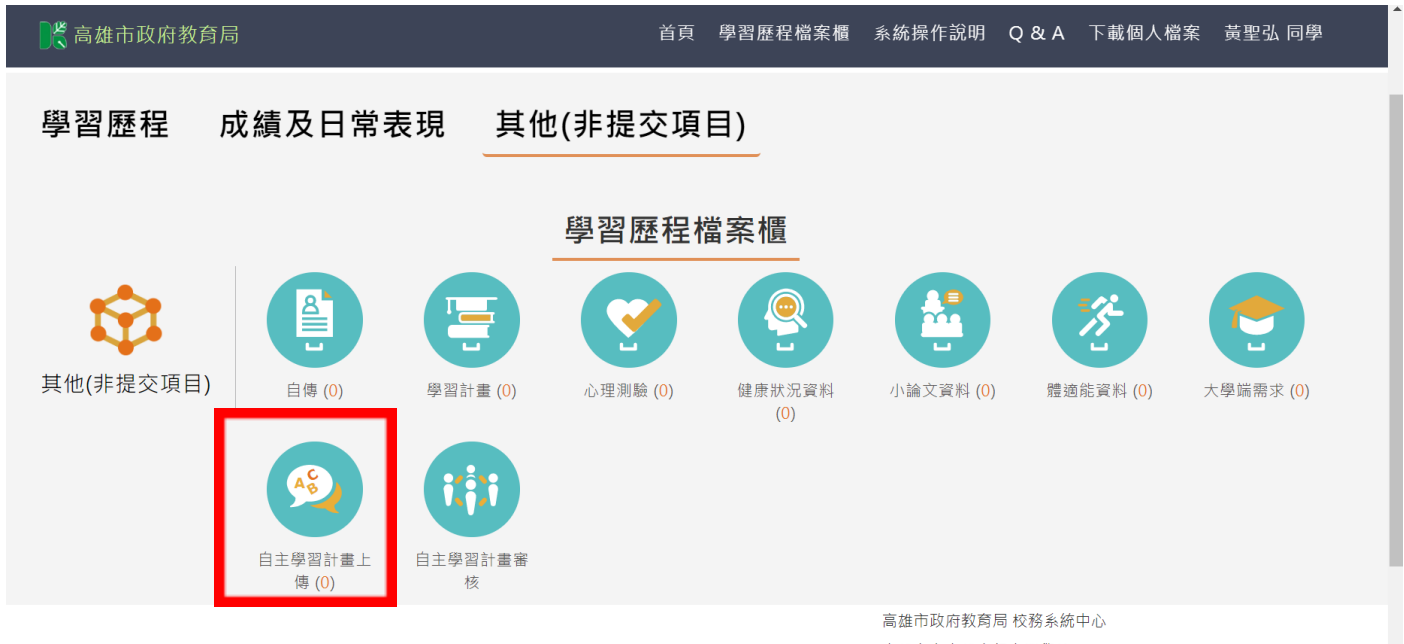 高雄市政府教育局
首頁 學習歷程檔案櫃 系統操作說明 Q & A 下載個人檔案 黃聖弘 同學
學習歷程 成績及日常表現 其他(非提交項目)
學習歷程檔案櫃
其他(非提交項目)
自傳 (0) 學習計畫 (0) 心理測驗 (0) 健康狀況資料 小論文資料 (0) 體適能資料 (0) 大學端需求 (0)
(0)
A C B
自主學習計畫上 自主學習計畫審
傳 (0) 核
高雄市政府教育局 校務系統中心